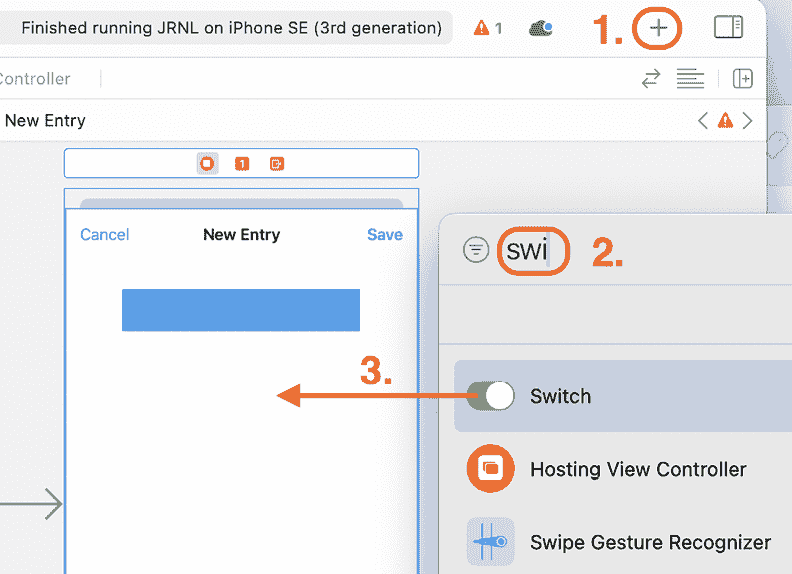 Finished running JRNL on iPhone SE (3rd generation)
1
1.
Controller
New Entry
1
Cancel New Entry Save
swi
2.
3.
Switch
Hosting View Controller
Swipe Gesture Recognizer